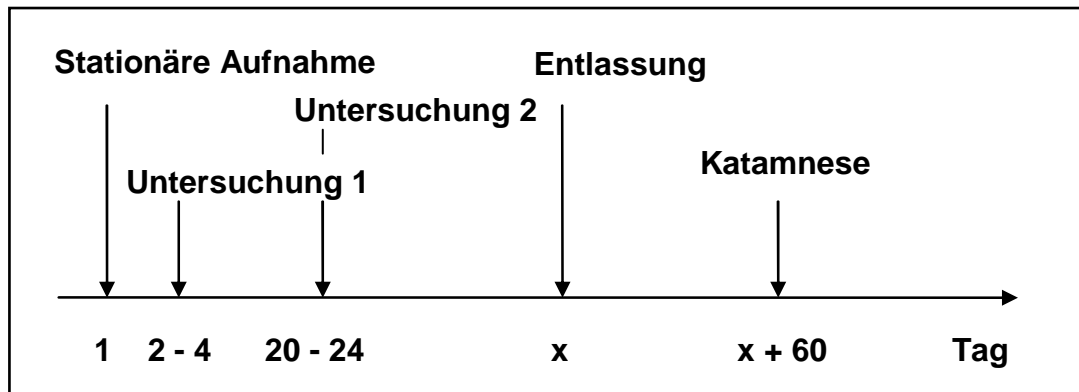 Stationäre Aufnahme
Entlassung
Untersuchung 2
Untersuchung 1
Katamnese
1 2 - 4 20 - 24 x x + 60 Tag